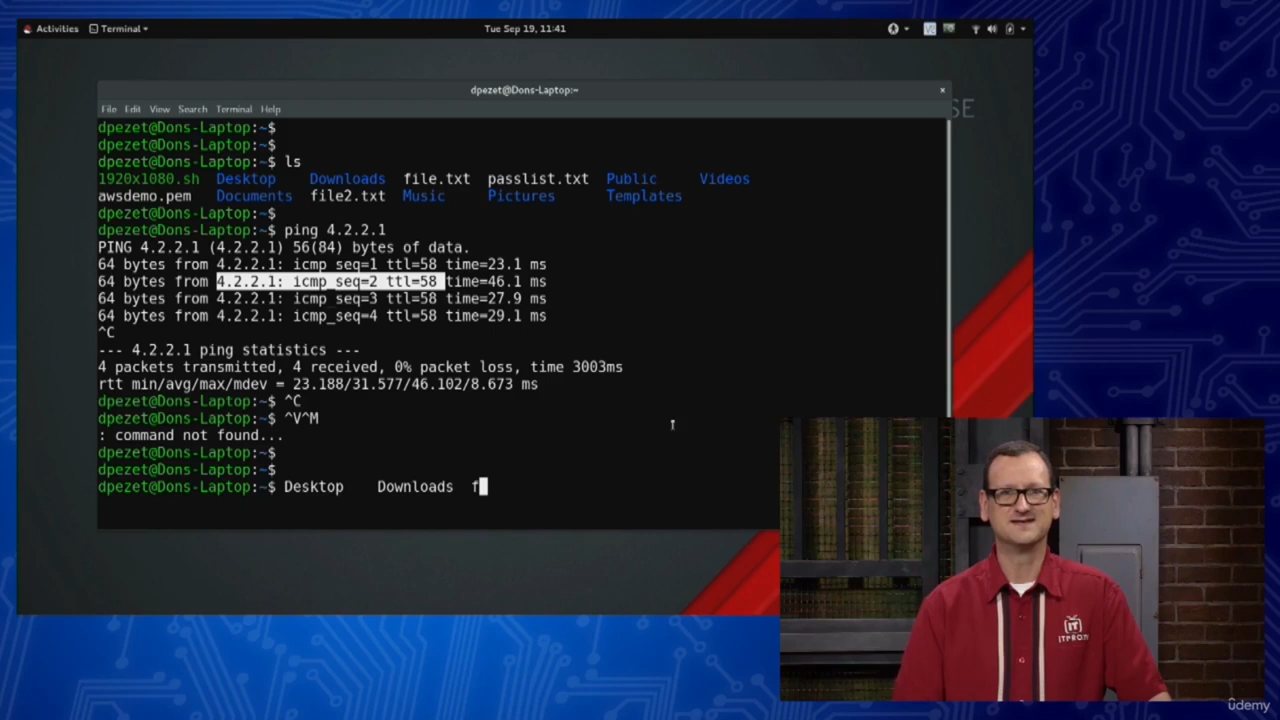 Activities Terminal Tue Sep 19, 11:41
dpezet@Dons-Laptop:~ ×
File Edit View Search Terminal Help
SE
dpezet@Dons-Laptop:~$
dpezet@Dons-Laptop:~$
dpezet@Dons-Laptop:~$ ls
1920x1080.sh Desktop Downloads file.txt passlist.txt Public Videos
awsdemo.pem Documents file2.txt Music Pictures Templates
dpezet@Dons-Laptop:~$
dpezet@Dons-Laptop:~$ ping 4.2.2.1
PING 4.2.2.1 (4.2.2.1) 56(84) bytes of data.
64 bytes from 4.2.2.1: icmp_seq=1 ttl=58 time=23.1 ms
64 bytes from 4.2.2.1: icmp_seq=2 ttl=58 time=46.1 ms
64 bytes from 4.2.2.1: icmp_seq=3 ttl=58 time=27.9 ms
64 bytes from 4.2.2.1: icmp_seq=4 ttl=58 time=29.1 ms
^C
--- 4.2.2.1 ping statistics ---
4 packets transmitted, 4 received, 0% packet loss, time 3003ms
rtt min/avg/max/mdev = 23.188/31.577/46.102/8.673 ms
dpezet@Dons-Laptop:~$ ^C
dpezet@Dons-Laptop:~$ ^V^M
: command not found...
dpezet@Dons-Laptop:~$
dpezet@Dons-Laptop:~$
dpezet@Dons-Laptop:~$ Desktop Downloads f
IT
ITPRO.TV
ûdemy